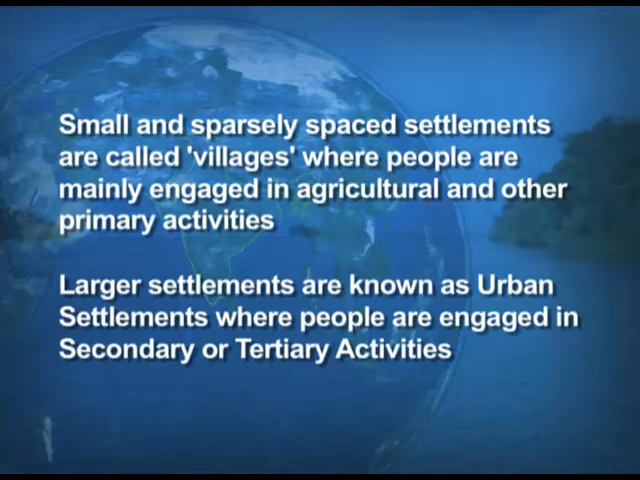 Small and sparsely spaced settlements
are called 'villages' where people are
mainly engaged in agricultural and other
primary activities
Larger settlements are known as Urban
Settlements where people are engaged in
Secondary or Tertiary Activities